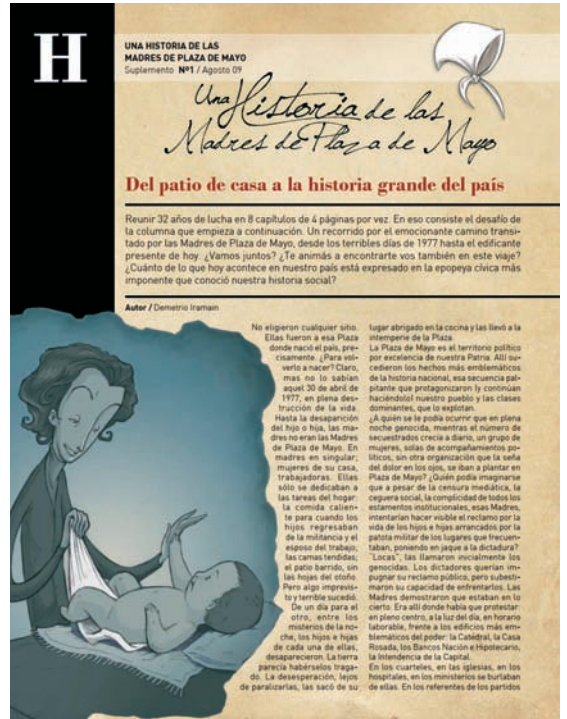 H
UNA HISTORIA DE LAS
MADRES DE PLAZA DE MAYO
Suplemento Nº1 / Agosto 09
Una Historia de las
Madres de Plaza de Mayo
Del patio de casa a la historia grande del país
Reunir 32 años de lucha en 8 capítulos de 4 páginas por vez. En eso consiste el desafío de
la columna que empieza a continuación. Un recorrido por el emocionante camino transi-
tado por las Madres de Plaza de Mayo, desde los terribles días de 1977 hasta el edificante
presente de hoy. ¿Vamos juntos? ¿Te animás a encontrarte vos también en este viaje?
¿Cuánto de lo que hoy acontece en nuestro país está expresado en la epopeya cívica más
imponente que conoció nuestra historia social?
Autor / Demetrio Iramain
No eligieron cualquier sitio.
Ellas fueron a esa Plaza
donde nació el país, pre-
cisamente. ¿Para vol-
verlo a nacer? Claro,
mas no lo sabían
aquel 30 de abril de
1977, en plena des-
trucción de la vida.
Hasta la desaparición
del hijo o hija, las ma-
dres no eran las Madres
de Plaza de Mayo. En
madres en singular;
mujeres de su casa,
trabajadoras. Ellas
sólo se dedicaban a
las tareas del hogar:
la comida calien-
te para cuando los
hijos regresaban
de la militancia y el
esposo del trabajo;
las camas tendidas;
el patio barrido, sin
las hojas del otoño.
Pero algo imprevis-
to y terrible sucedió.
De un día para el
otro, entre los
misterios de la no-
che, los hijos e hijas
de cada una de ellas,
desaparecieron. La tierra
parecía habérselos traga-
do. La desesperación, lejos
de paralizarlas, las sacó de su
lugar abrigado en la cocina y las llevó a la
intemperie de la Plaza.
La Plaza de Mayo es el territorio político
por excelencia de nuestra Patria. Allí su-
cedieron los hechos más emblemáticos
de la historia nacional, esa secuencia pal-
pitante que protagonizaron (y continúan
haciéndolo) nuestro pueblo y las clases
dominantes, que lo explotan.
¿A quién se le podía ocurrir que en plena
noche genocida, mientras el número de
secuestrados crecía a diario, un grupo de
mujeres, solas de acompañamientos po-
líticos, sin otra organización que la seña
del dolor en los ojos, se iban a plantar en
Plaza de Mayo? ¿Quién podía imaginarse
que a pesar de la censura mediática, la
ceguera social, la complicidad de todos los
estamentos institucionales, esas Madres,
intentarían hacer visible el reclamo por la
vida de los hijos e hijas arrancados por la
patota militar de los lugares que frecuen-
taban, poniendo en jaque a la dictadura?
"Locas", las llamaron inicialmente los
genocidas. Los dictadores querían im-
pugnar su reclamo público, pero subesti-
maron su capacidad de enfrentarlos. Las
Madres demostraron que estaban en lo
cierto. Era allí donde había que protestar:
en pleno centro, a la luz del día, en horario
laborable, frente a los edificios más em-
blemáticos del poder: la Catedral, la Casa
Rosada, los Bancos Nación e Hipotecario,
la Intendencia de la Capital.
En los cuarteles, en las iglesias, en los
hospitales, en los ministerios se burlaban
de ellas. En los referentes de los partidos